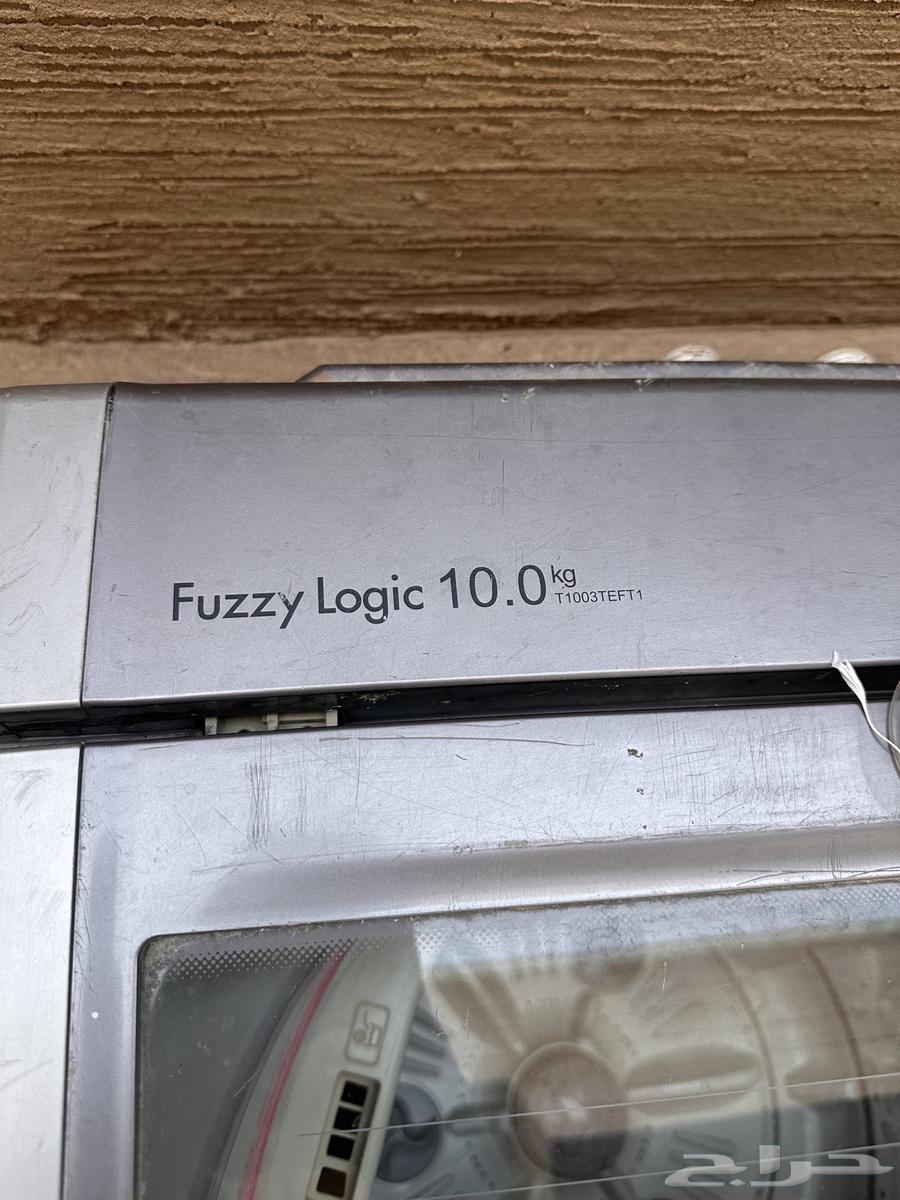 Fuzzy Logic 10.0 kg
T1003TEFT1
حراج